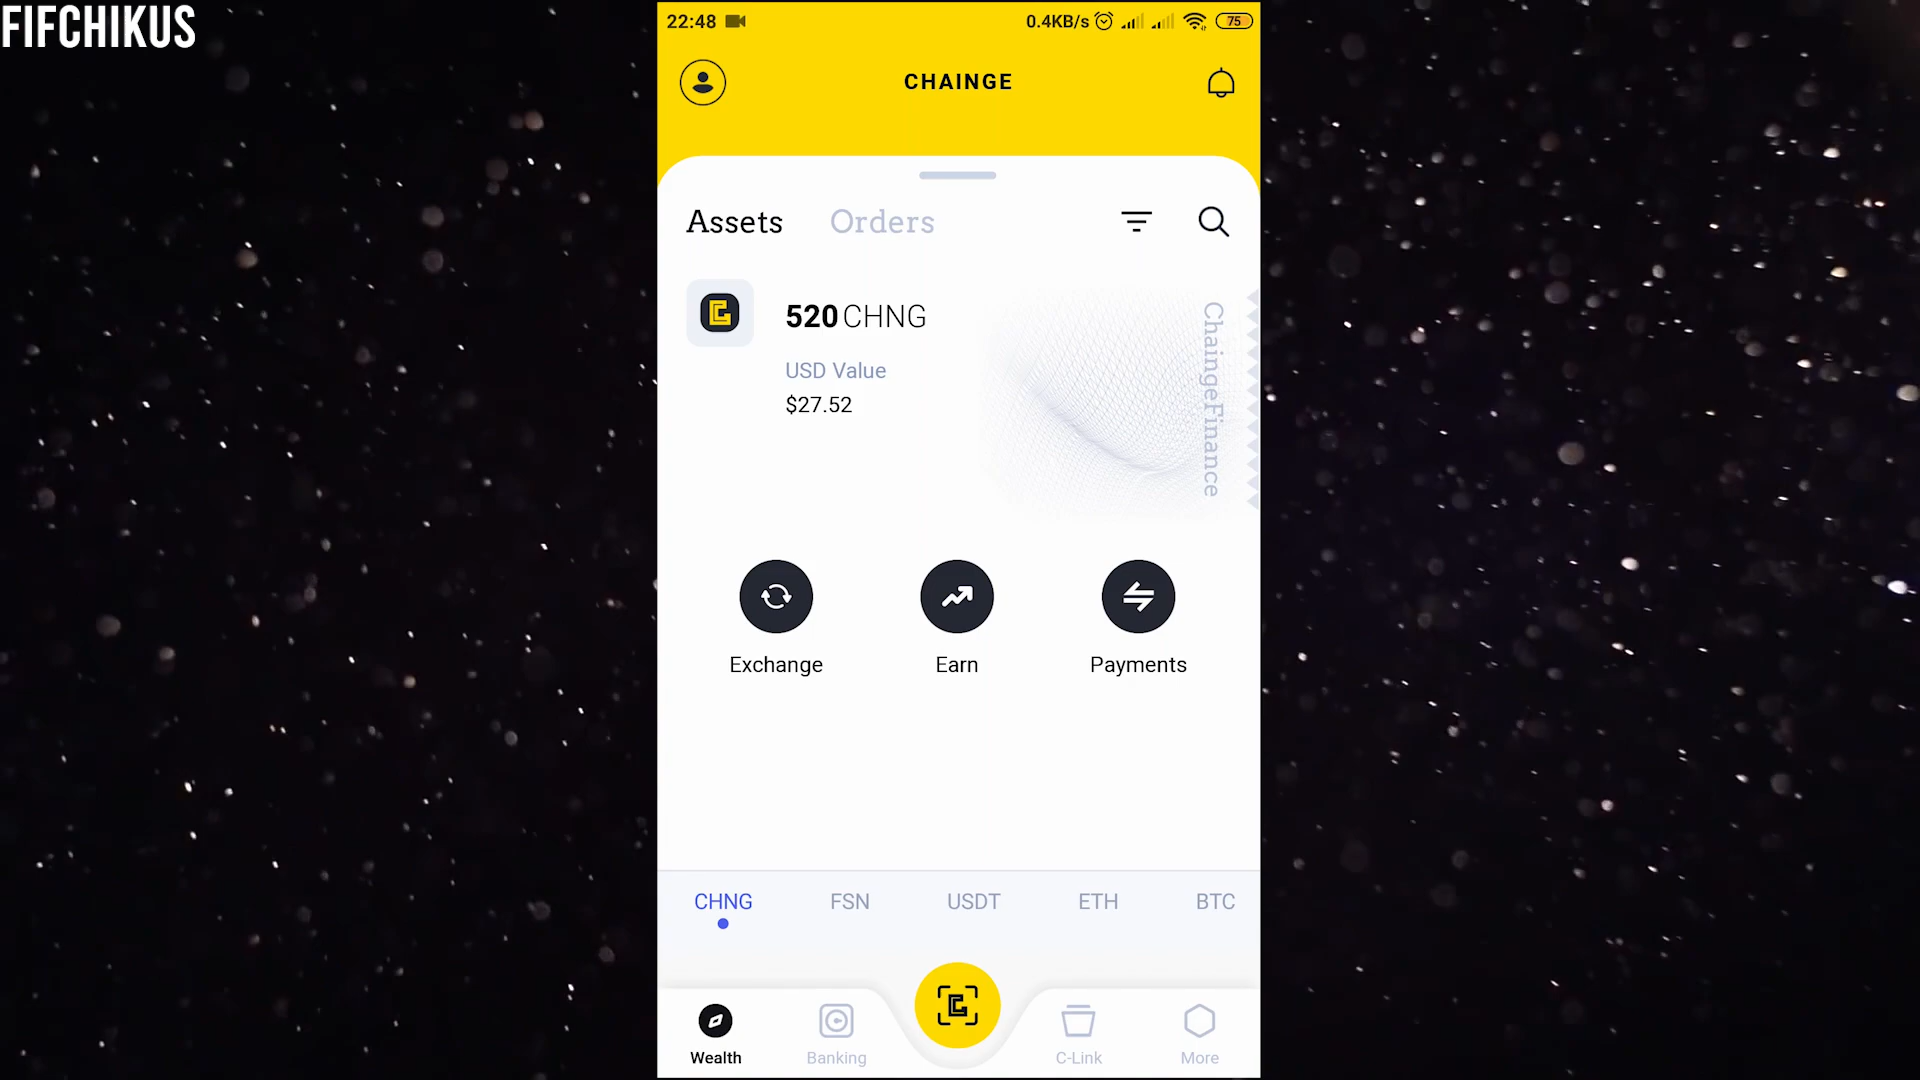 FIFCHIKUS
22:48
0.4KB/s
75
CHAINGE
Assets
Orders
520 CHNG
USD Value
$27.52
ChaingeFinance
Exchange
Earn
Payments
CHNG
FSN
USDT
ETH
BTC
Wealth
Banking
C-Link
More